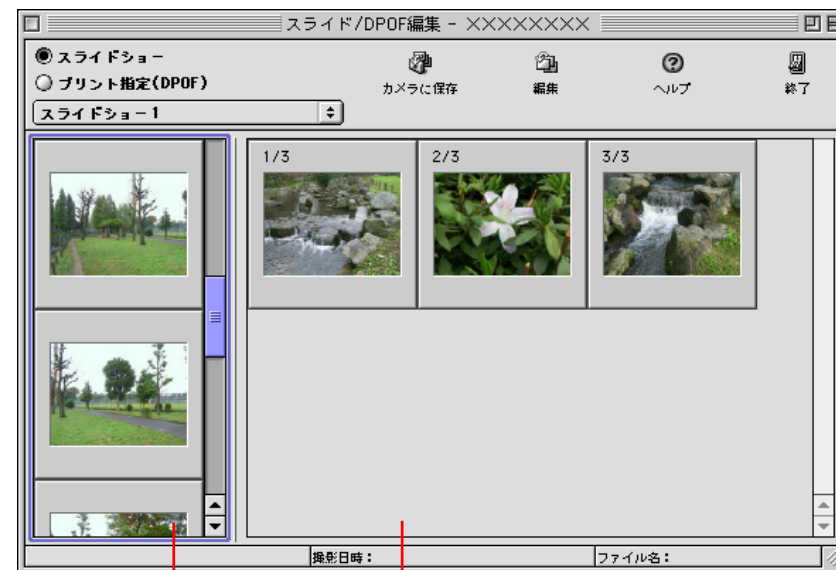 スライド/DPOF編集 - XXXXXXXX
スライドショー
プリント指定(DPOF)
スライドショー1
カメラに保存
編集
ヘルプ
終了
1/3
2/3
3/3
撮影日時：
ファイル名：